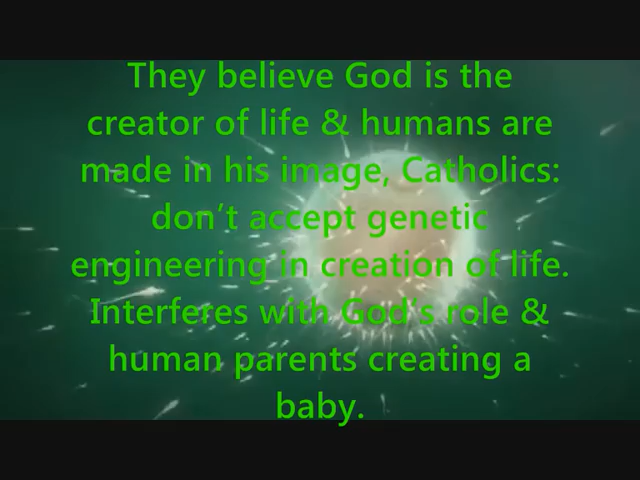 They believe God is the
creator of life & humans are
made in his image, Catholics:
don’t accept genetic
engineering in creation of life.
Interferes with God’s role &
human parents creating a
baby.